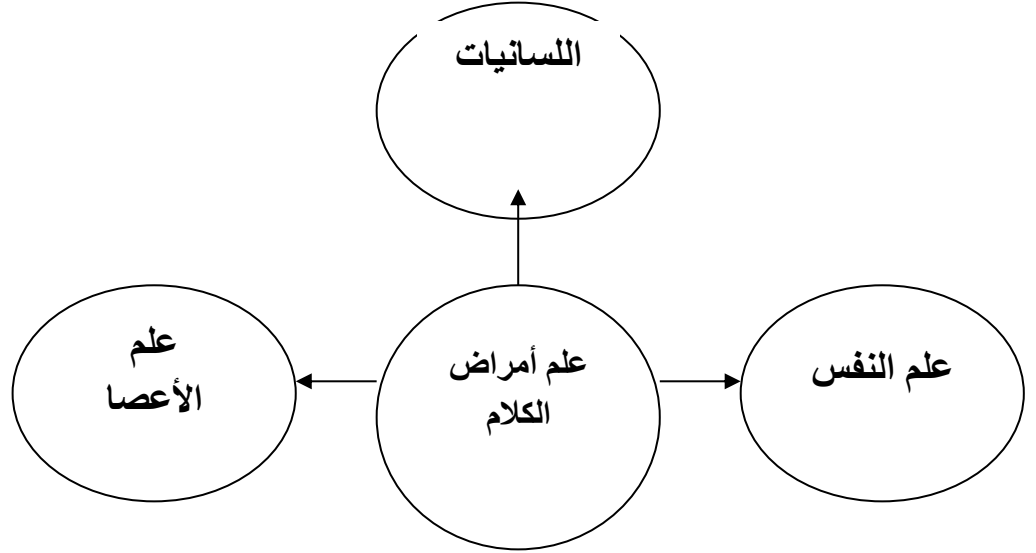 اللسانيات
علم أمراض
الكلام
علم النفس
علم
الأعصا